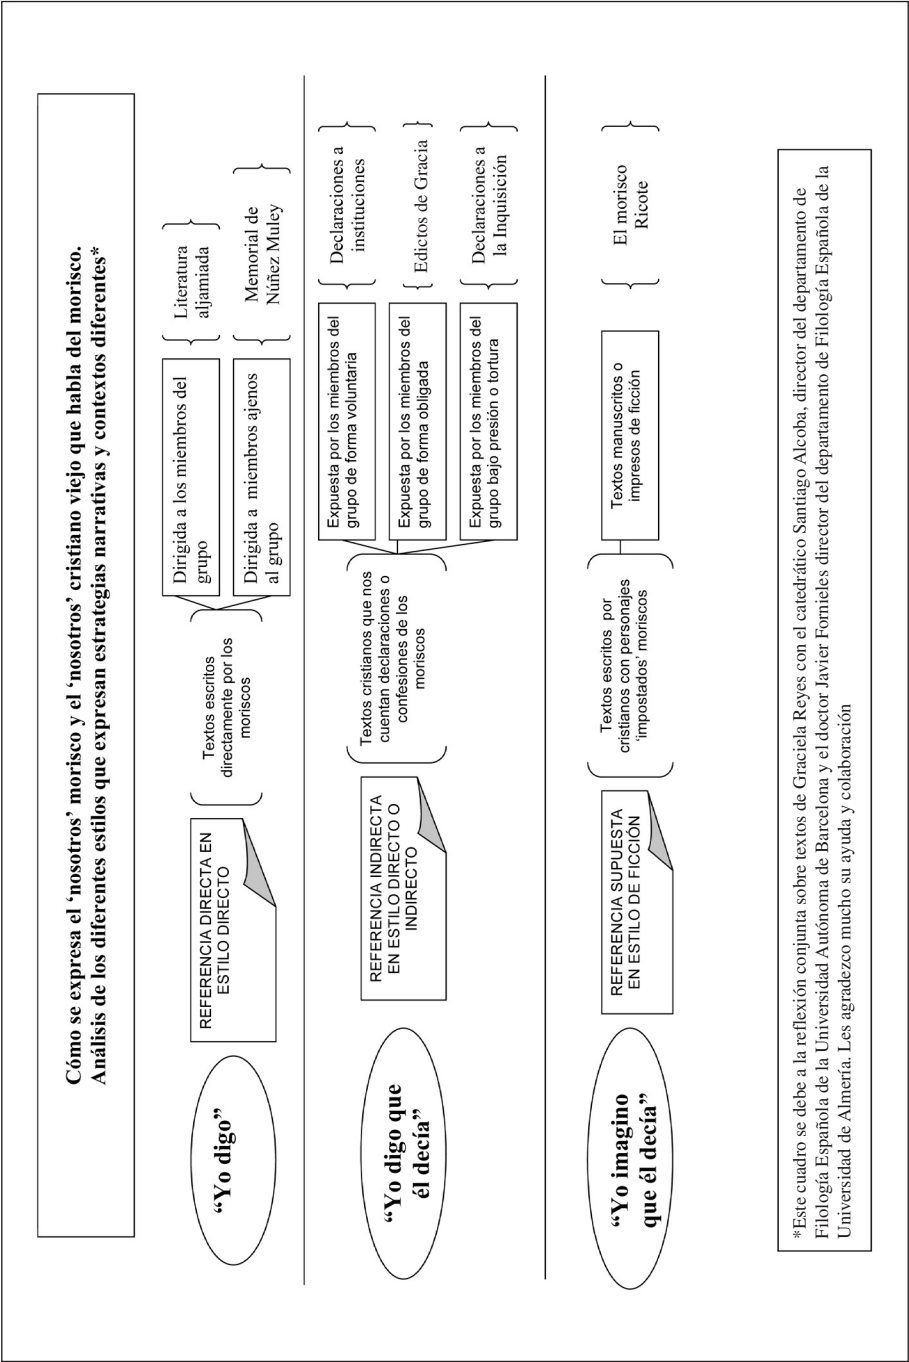 Cómo se expresa el ‘nosotros’ morisco y el ‘nosotros’ cristiano viejo que habla del morisco.
Análisis de los diferentes estilos que expresan estrategias narrativas y contextos diferentes*
“Yo digo”
REFERENCIA DIRECTA EN
ESTILO DIRECTO
Textos escritos
directamente por los
moriscos
Dirigida a los miembros del
grupo
Literatura
aljamiada
Dirigida a miembros ajenos
al grupo
Memorial de
Núñez Muley
“Yo digo que
él decía”
REFERENCIA INDIRECTA
EN ESTILO DIRECTO O
INDIRECTO
Textos cristianos que nos
cuentan declaraciones o
confesiones de los
moriscos
Expuesta por los miembros del
grupo de forma voluntaria
Declaraciones a
instituciones
Expuesta por los miembros del
grupo de forma obligada
Edictos de Gracia
Expuesta por los miembros del
grupo bajo presión o tortura
Declaraciones a
la Inquisición
“Yo imagino
que él decía”
REFERENCIA SUPUESTA
EN ESTILO DE FICCIÓN
Textos escritos por
cristianos con personajes
‘impostados’ moriscos
Textos manuscritos o
impresos de ficción
El morisco
Ricote
*Este cuadro se debe a la reflexión conjunta sobre textos de Graciela Reyes con el catedrático Santiago Alcoba, director del departamento de
Filología Española de la Universidad Autónoma de Barcelona y el doctor Javier Fornieles director del departamento de Filología Española de la
Universidad de Almería. Les agradezco mucho su ayuda y colaboración